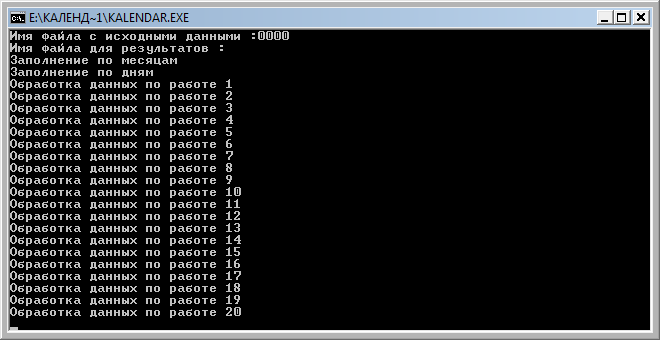 E:\КАЛЕНД~1\KALENDAR.EXE
Имя файла с исходными данными :0000
Имя файла для результатов :
Заполнение по месяцам
Заполнение по дням
Обработка данных по работе 1
Обработка данных по работе 2
Обработка данных по работе 3
Обработка данных по работе 4
Обработка данных по работе 5
Обработка данных по работе 6
Обработка данных по работе 7
Обработка данных по работе 8
Обработка данных по работе 9
Обработка данных по работе 10
Обработка данных по работе 11
Обработка данных по работе 12
Обработка данных по работе 13
Обработка данных по работе 14
Обработка данных по работе 15
Обработка данных по работе 16
Обработка данных по работе 17
Обработка данных по работе 18
Обработка данных по работе 19
Обработка данных по работе 20